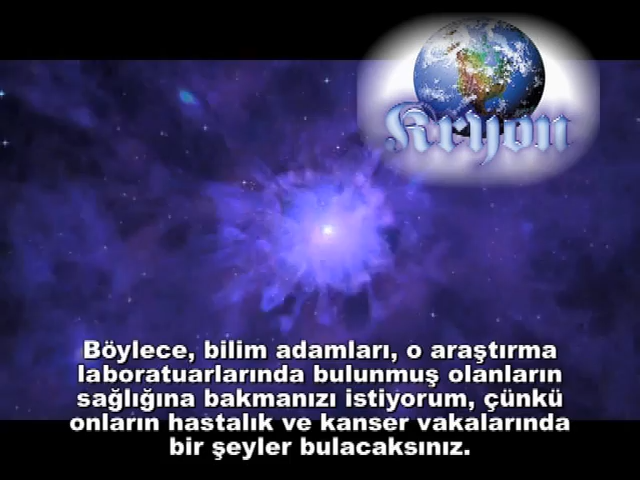 Kryon
Böylece, bilim adamları, o araştırma
laboratuarlarında bulunmuş olanların
sağlığına bakmanızı istiyorum, çünkü
onların hastalık ve kanser vakalarında
bir şeyler bulacaksınız.